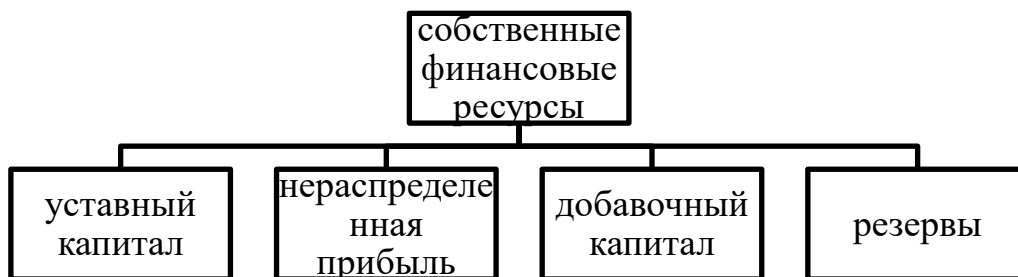 собственные
финансовые
ресурсы
уставный
капитал
нераспределе
нная
прибыль
добавочный
капитал
резервы